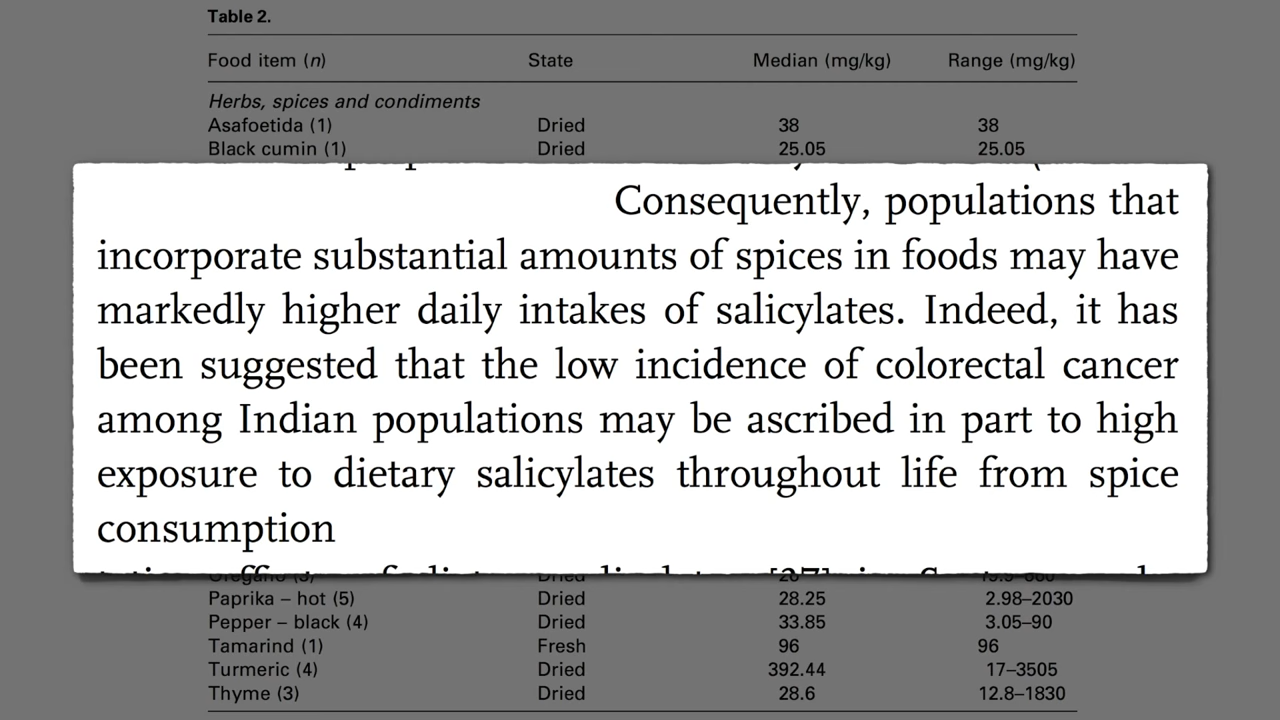 Table 2.
Food item (n) State Median (mg/kg) Range (mg/kg)
Herbs, spices and condiments
Asafoetida (1) Dried 38 38
Black cumin (1) Dried 25.05 25.05
Consequently, populations that
incorporate substantial amounts of spices in foods may have
markedly higher daily intakes of salicylates. Indeed, it has
been suggested that the low incidence of colorectal cancer
among Indian populations may be ascribed in part to high
exposure to dietary salicylates throughout life from spice
consumption
Paprika – hot (5) Dried 28.25 2.98–2030
Pepper – black (4) Dried 33.85 3.05–90
Tamarind (1) Fresh 96 96
Turmeric (4) Dried 392.44 17–3505
Thyme (3) Dried 28.6 12.8–1830